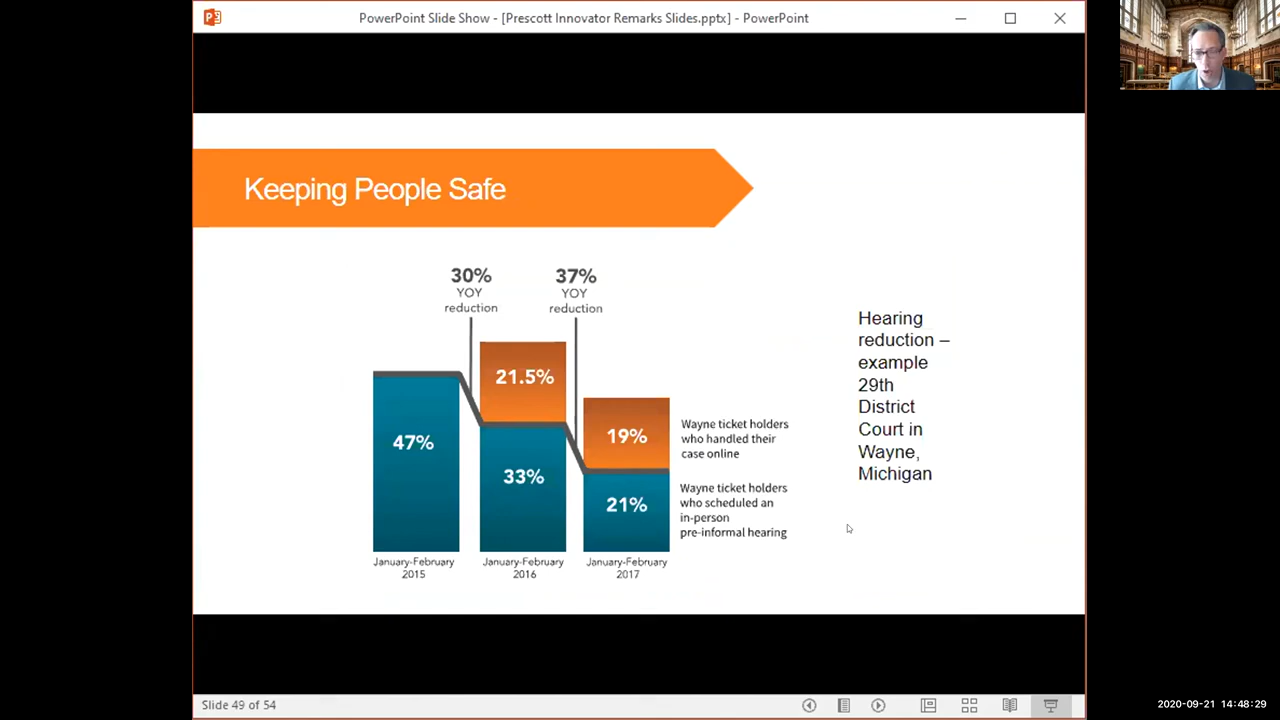 PowerPoint Slide Show - [Prescott Innovator Remarks Slides.pptx] - PowerPoint
Keeping People Safe
30%
YOY
reduction
37%
YOY
reduction
47%
21.5%
33%
19%
21%
Wayne ticket holders
who handled their
case online
Wayne ticket holders
who scheduled an
in-person
pre-informal hearing
January-February
2015
January-February
2016
January-February
2017
Hearing
reduction –
example
29th
District
Court in
Wayne,
Michigan
Slide 49 of 54
2020-09-21 14:48:29